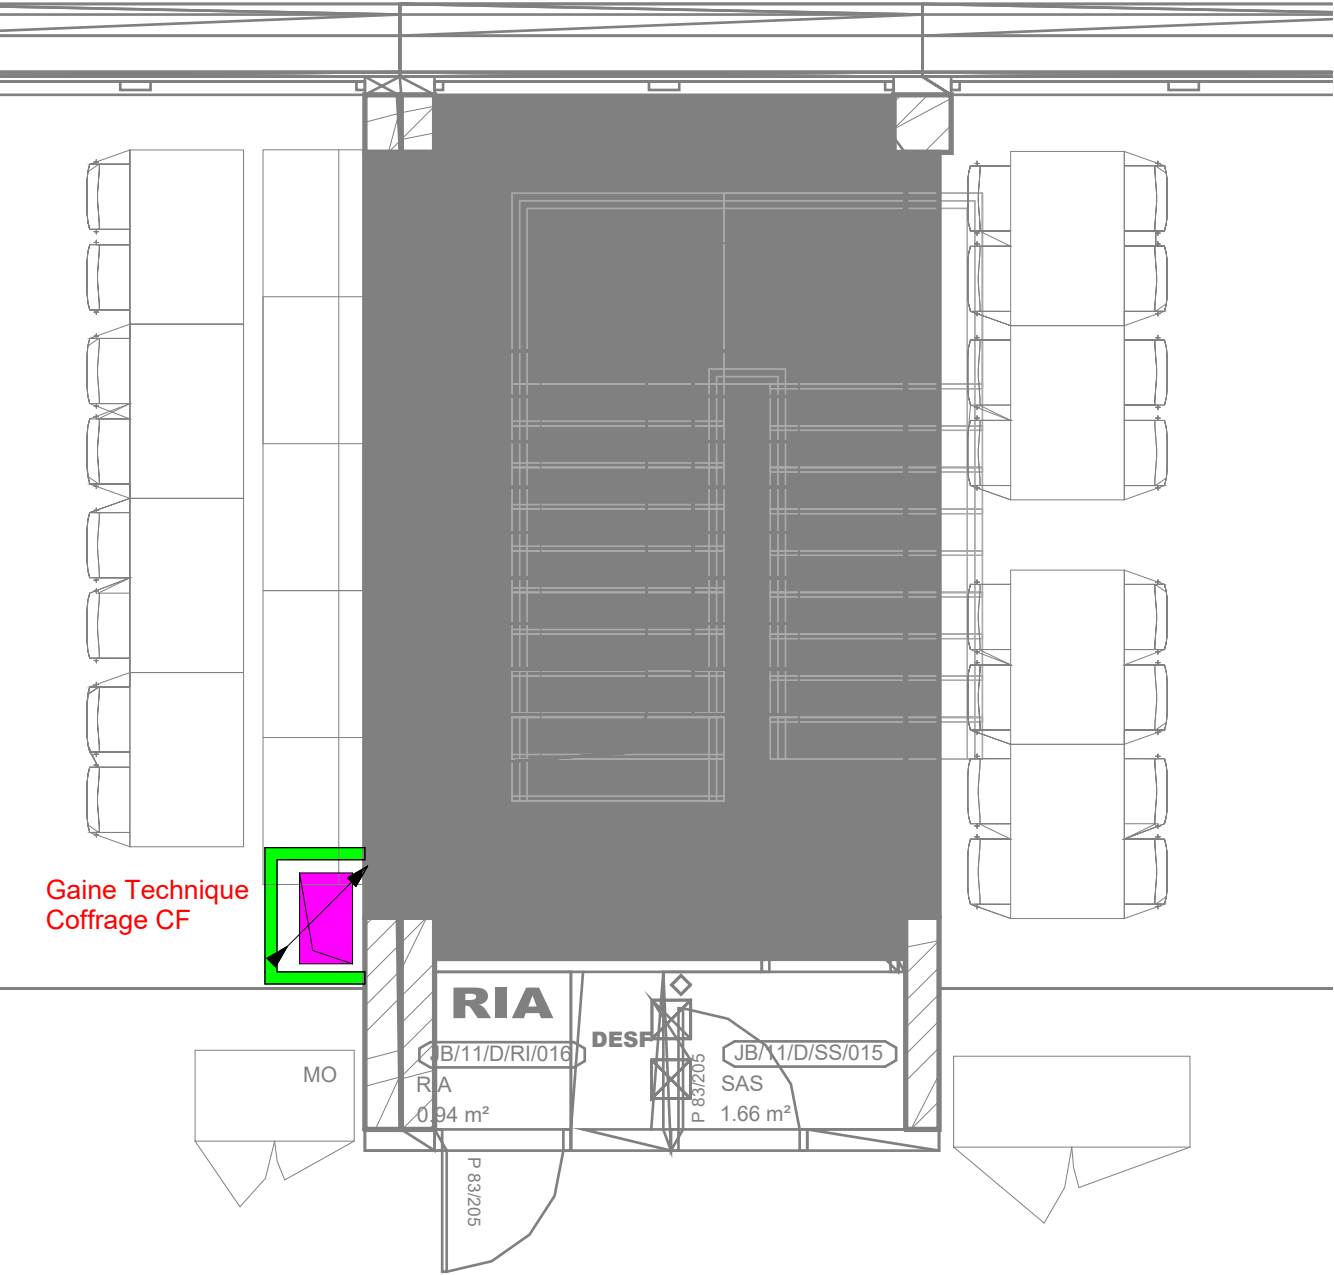 Gaine Technique
Coffrage CF
RIA
DESF
JB/11/D/RI/016
JB/11/D/SS/015
MO
RIA
SAS
0.94 m²
1.66 m²
P 83/205
P 83/205